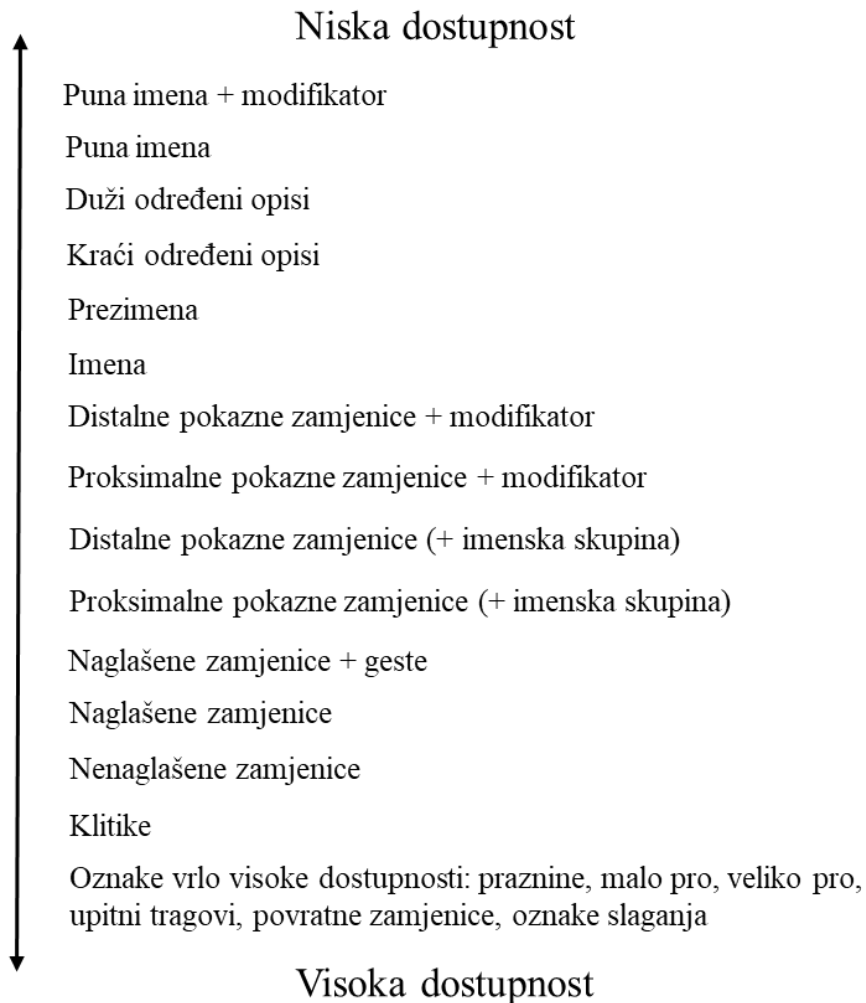 Niska dostupnost
Puna imena + modifikator
Puna imena
Duži određeni opisi
Kraći određeni opisi
Prezimena
Imena
Distalne pokazne zamjenice + modifikator
Proksimalne pokazne zamjenice + modifikator
Distalne pokazne zamjenice (+ imenska skupina)
Proksimalne pokazne zamjenice (+ imenska skupina)
Naglašene zamjenice + geste
Naglašene zamjenice
Nenaglašene zamjenice
Klitike
Oznake vrlo visoke dostupnosti: praznine, malo pro, veliko pro,
upitni tragovi, povratne zamjenice, oznake slaganja
Visoka dostupnost